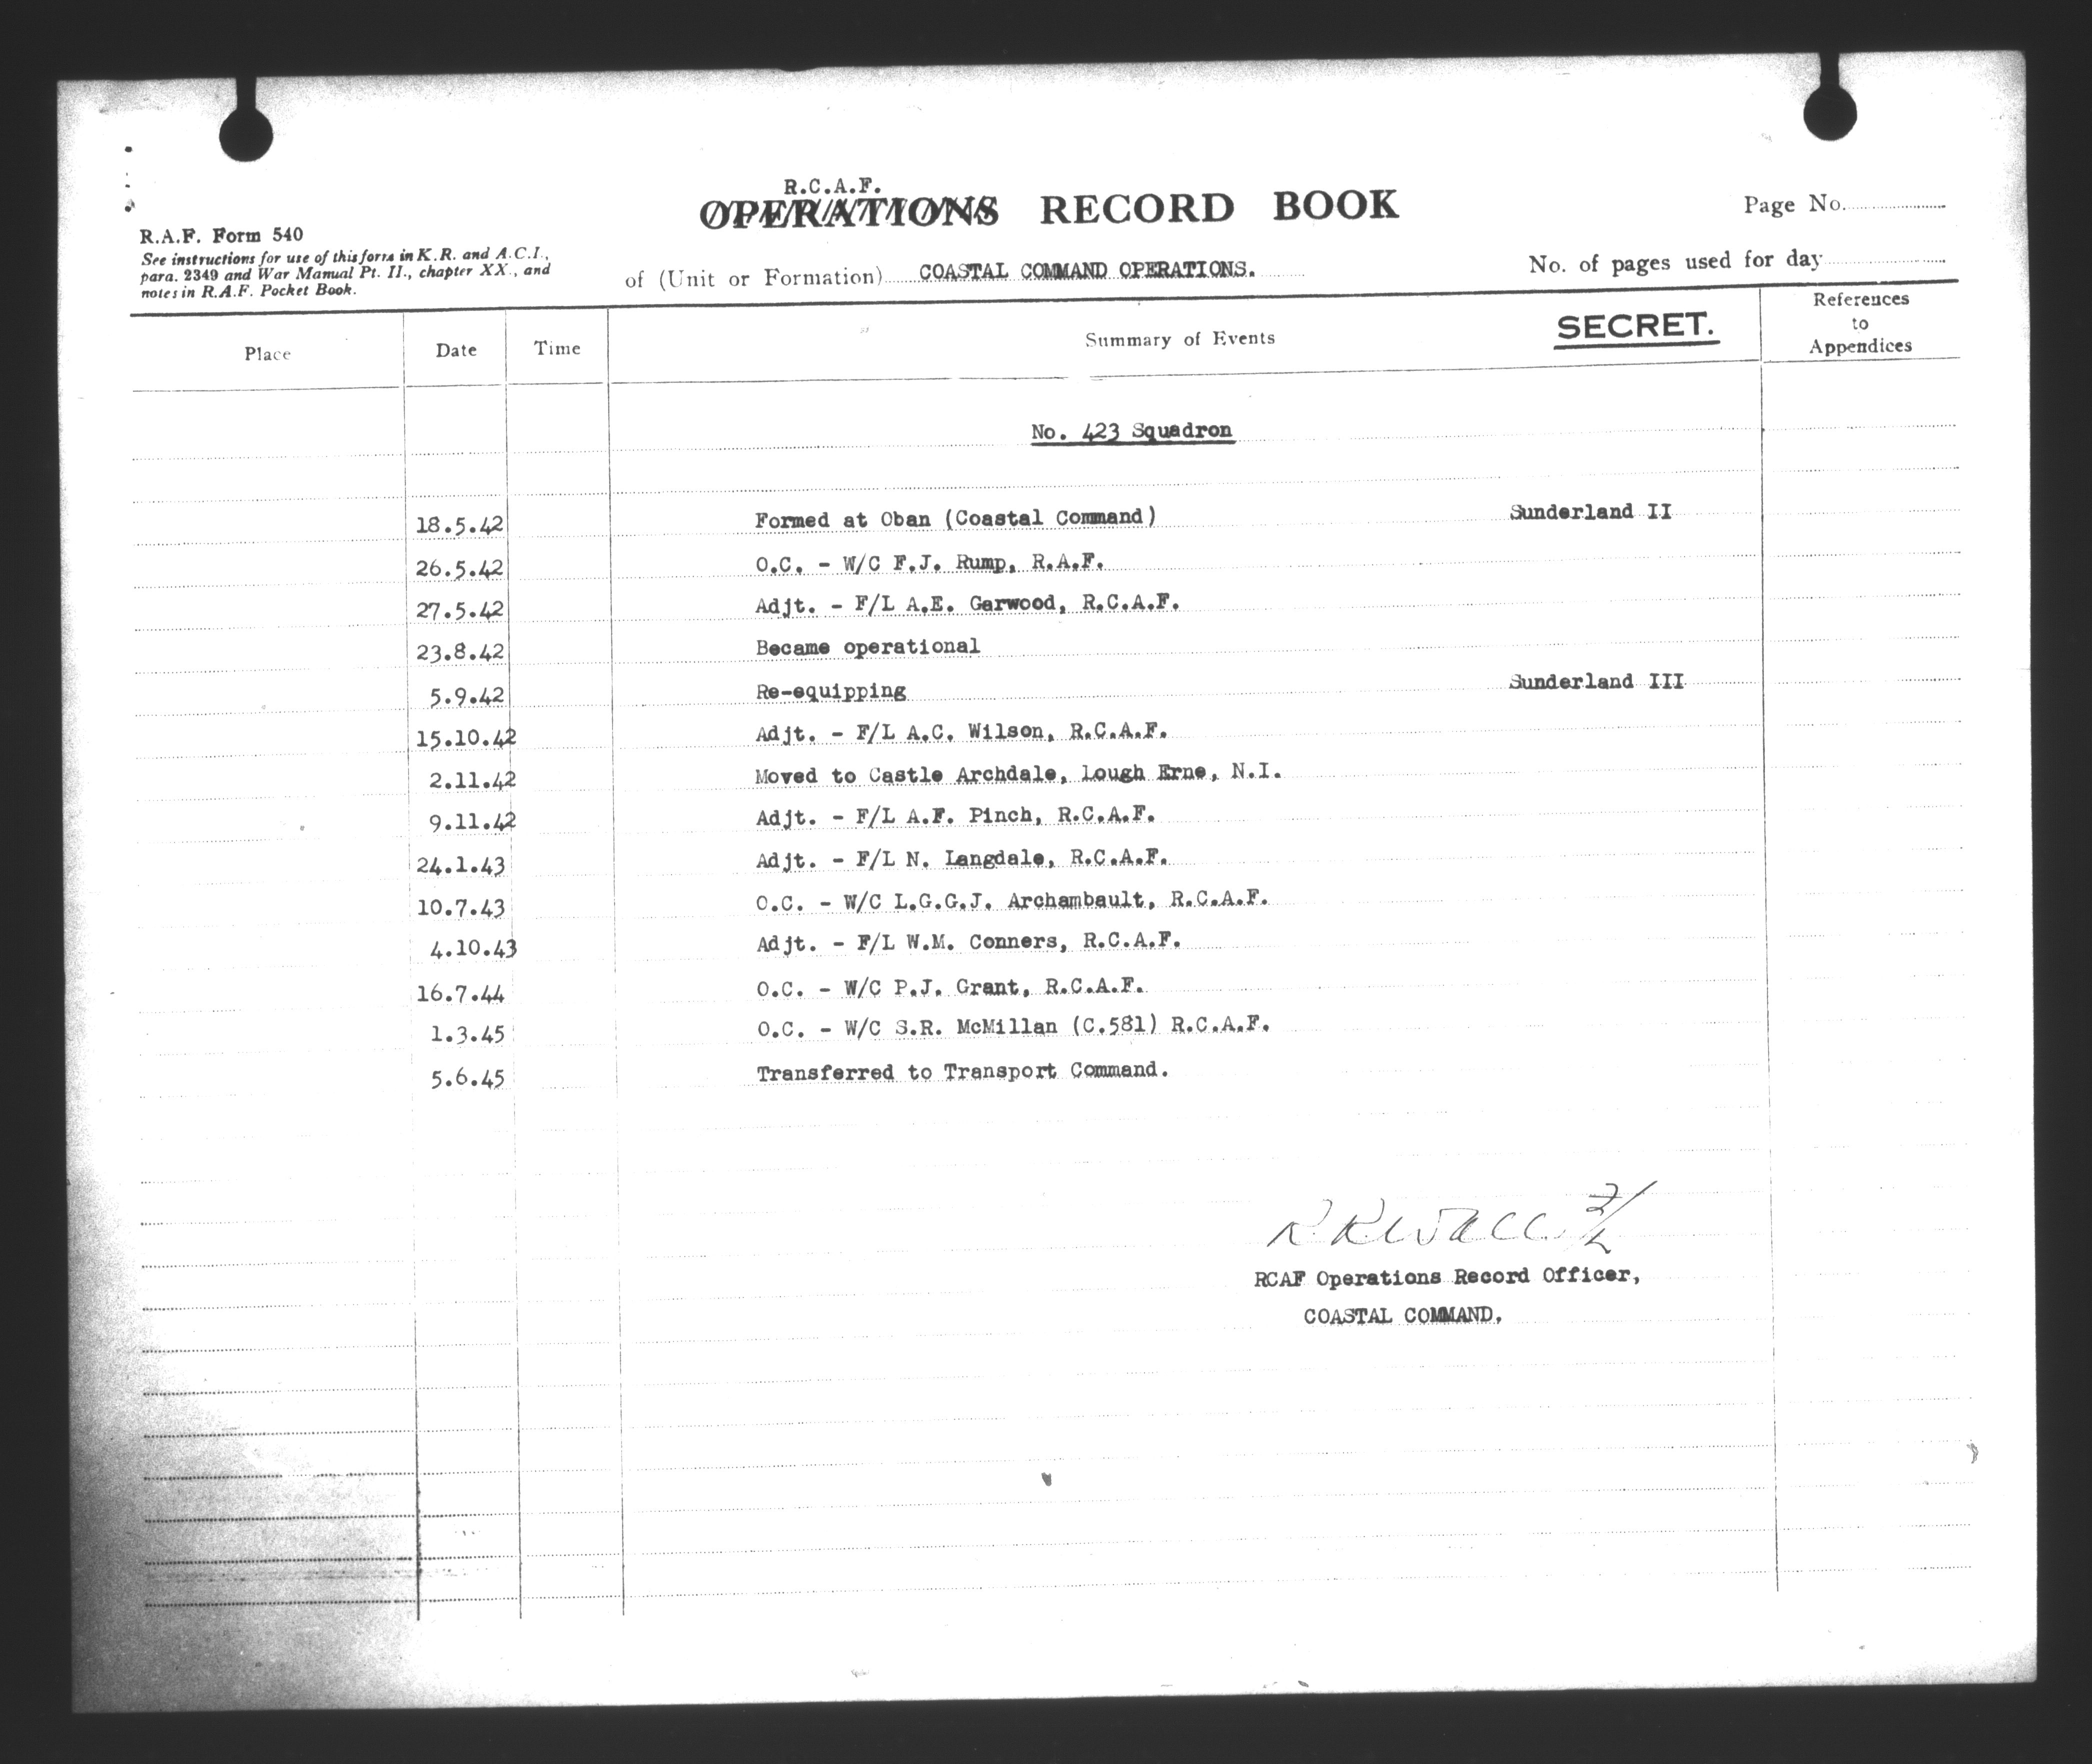 R.C.A.F.
OPERATIONS RECORD BOOK
Page No.
R.A.F. Form 540
See instructions for use of this form in K.R. and A.C.I.,
para. 2349 and War Manual Pt. II., chapter XX., and
notes in R.A.F. Pocket Book.
of (Unit or Formation) COASTAL COMMAND OPERATIONS.
No. of pages used for day
Place Date Time Summary of Events SECRET. References
to
Appendices
No. 423 Squadron
18.5.42 Formed at Oban (Coastal Command) Sunderland II
26.5.42 O.C. - W/C F.J. Rump, R.A.F.
27.5.42 Adjt. - F/L A.E. Garwood, R.C.A.F.
23.8.42 Became operational
5.9.42 Re-equipping Sunderland III
15.10.42 Adjt. - F/L A.C. Wilson, R.C.A.F.
2.11.42 Moved to Castle Archdale, Lough Erne, N.I.
9.11.42 Adjt. - F/L A.F. Pinch, R.C.A.F.
24.1.43 Adjt. - F/L N. Langdale, R.C.A.F.
10.7.43 O.C. - W/C L.G.G.J. Archambault, R.C.A.F.
4.10.43 Adjt. - F/L W.M. Conners, R.C.A.F.
16.7.44 O.C. - W/C P.J. Grant, R.C.A.F.
1.3.45 O.C. - W/C S.R. McMillan (C.581) R.C.A.F.
5.6.45 Transferred to Transport Command.
F/L
RCAF Operations Record Officer,
COASTAL COMMAND.